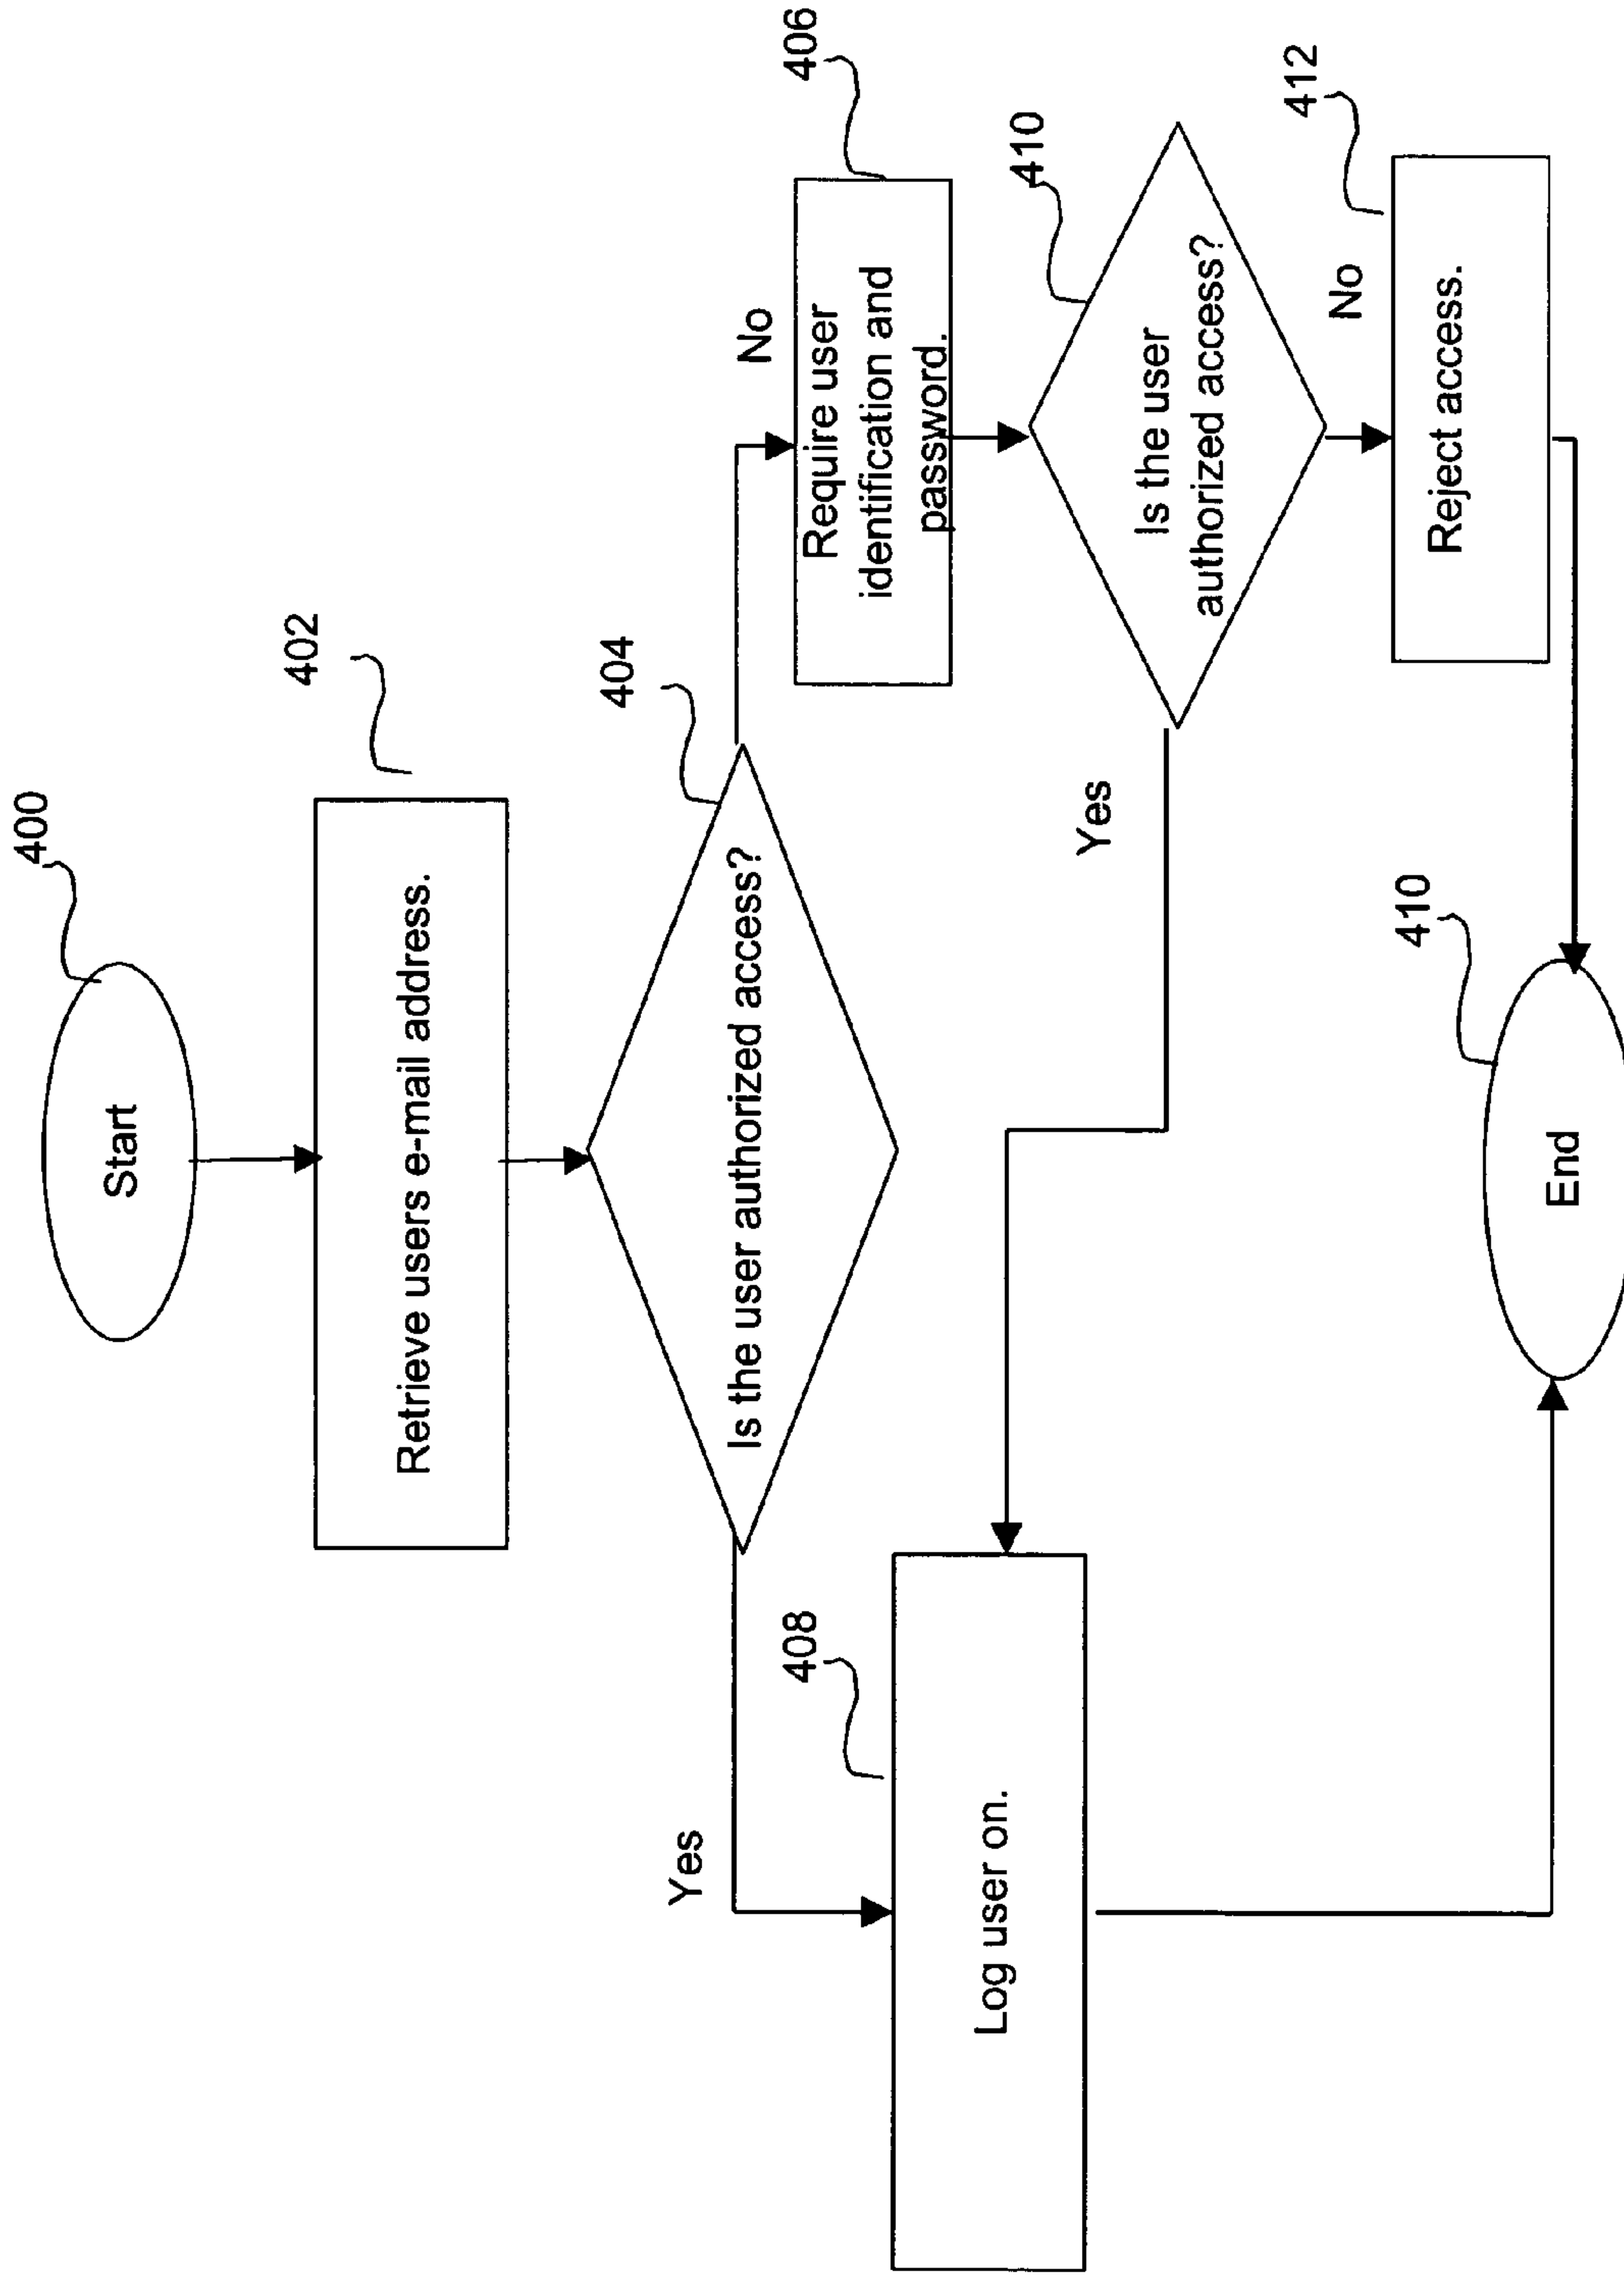 400
Start
402
Retrieve users e-mail address.
404
Is the user authorized access?
Yes
No
406
Require user
identification and
password.
408
Log user on.
410
Is the user
authorized access?
Yes
No
412
Reject access.
410
End